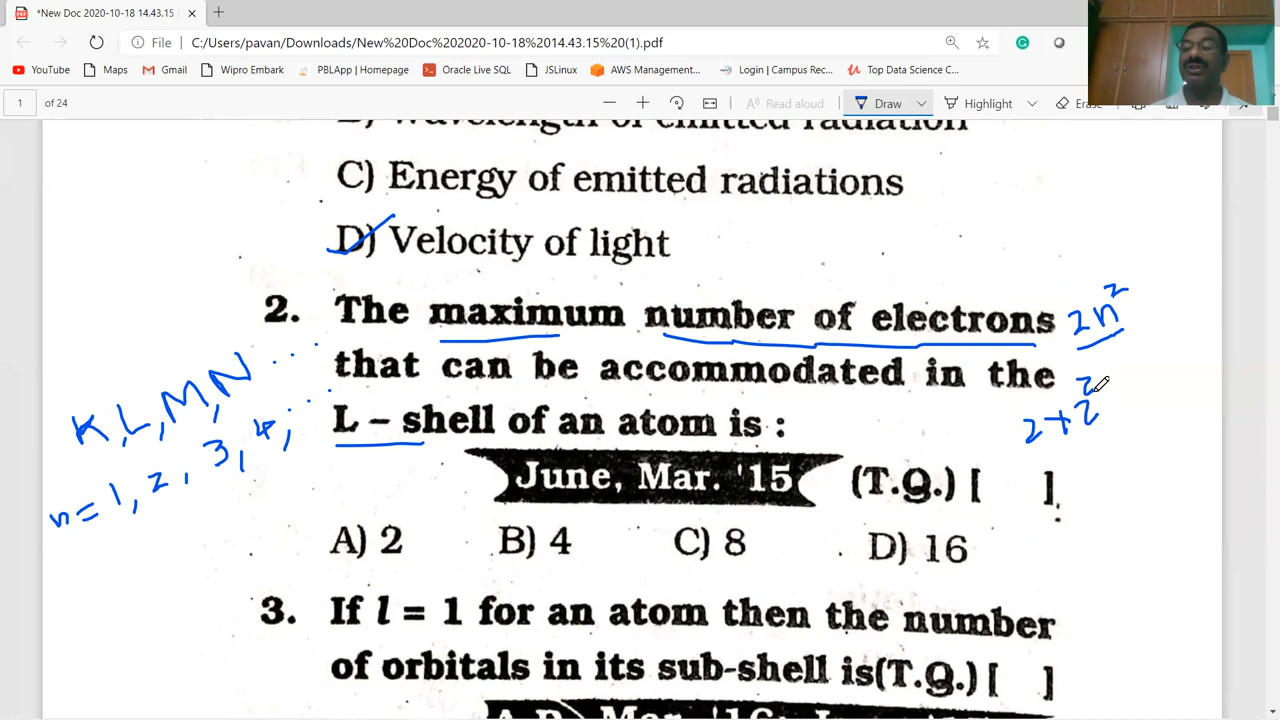 *New Doc 2020-10-18 14.43.15 ×
File C:/Users/pavan/Downloads/New%20Doc%202020-10-18%2014.43.15%20(1).pdf
YouTube Maps Gmail Wipro Embark PBLApp | Homepage Oracle Live SQL JSLinux AWS Management... Login | Campus Rec... Top Data Science C...
1 of 24 Read aloud Draw Highlight Erase
B) Wavelength of emitted radiation
C) Energy of emitted radiations
D) Velocity of light
2. The maximum number of electrons 2n²
that can be accommodated in the
L – shell of an atom is :
2 + 2²
K, L, M, N ...
n = 1, 2, 3, 4, ...
June, Mar. '15 (T.Q.) [ ]
A) 2 B) 4 C) 8 D) 16
3. If l = 1 for an atom then the number
of orbitals in its sub-shell is(T.Q.) [ ]